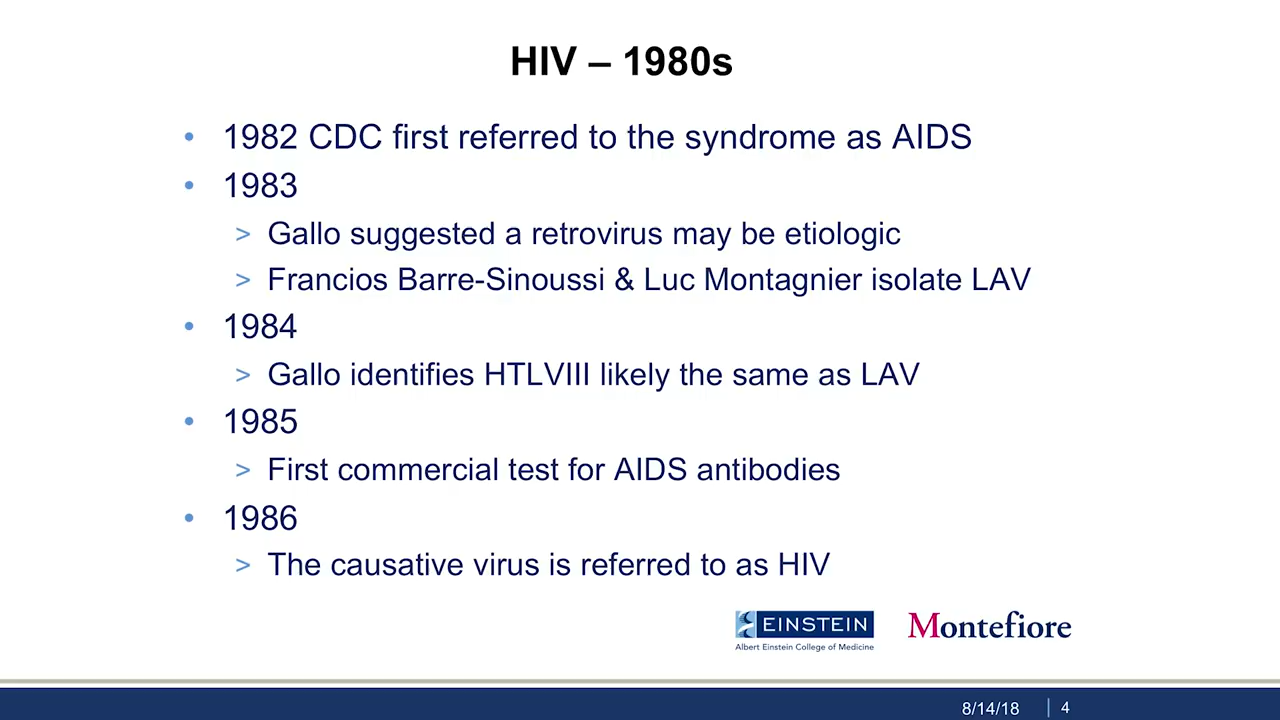 HIV – 1980s
• 1982 CDC first referred to the syndrome as AIDS
• 1983
> Gallo suggested a retrovirus may be etiologic
> Francios Barre-Sinoussi & Luc Montagnier isolate LAV
• 1984
> Gallo identifies HTLVIII likely the same as LAV
• 1985
> First commercial test for AIDS antibodies
• 1986
> The causative virus is referred to as HIV
EINSTEIN
Albert Einstein College of Medicine
Montefiore
8/14/18 | 4